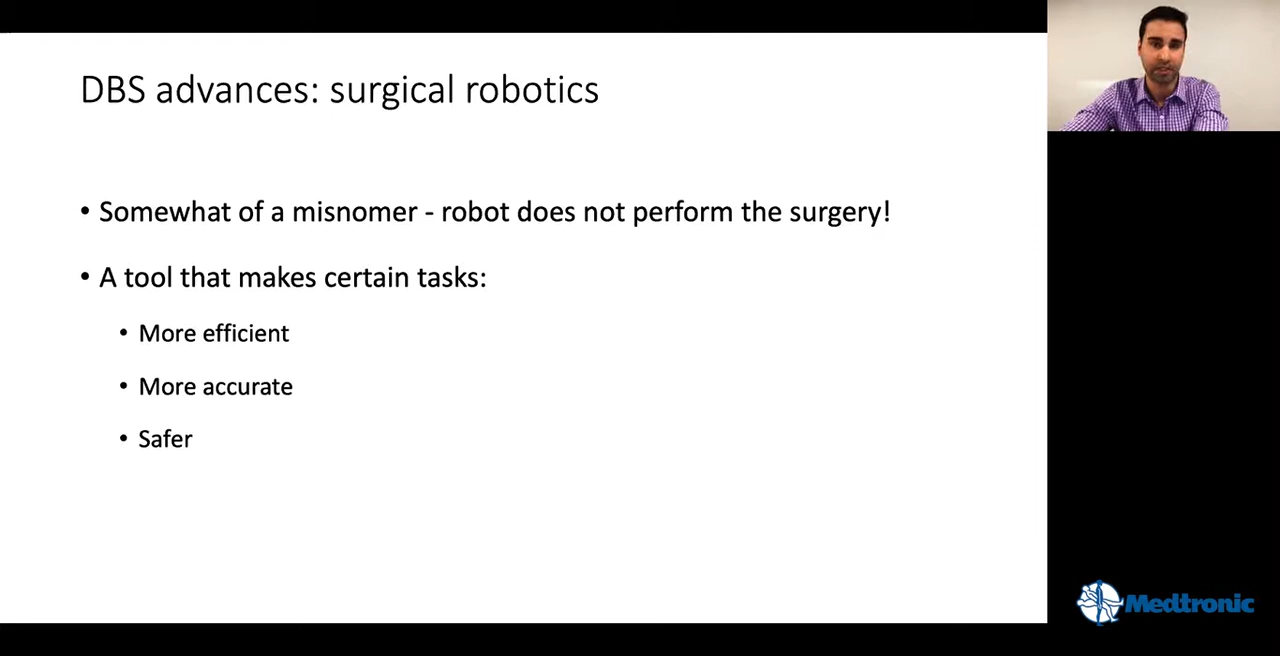 DBS advances: surgical robotics
• Somewhat of a misnomer - robot does not perform the surgery!
• A tool that makes certain tasks:
• More efficient
• More accurate
• Safer
Medtronic